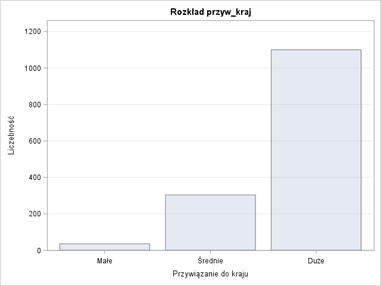 Rozkład przyw_kraj
1200
1000
800
600
400
200
0
Liczebność
Małe
Średnie
Duże
Przywiązanie do kraju